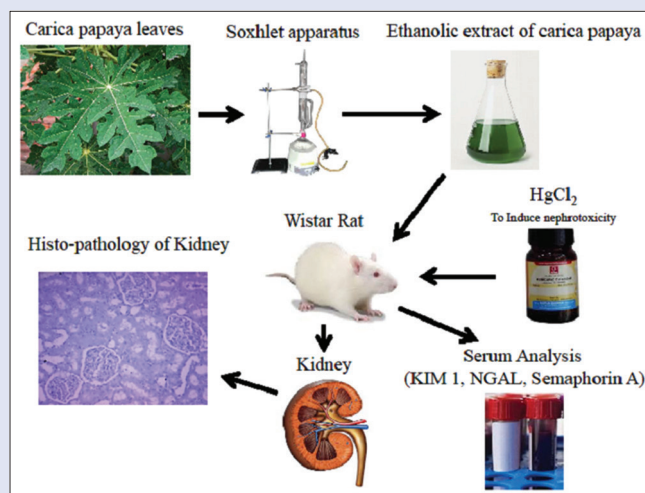 Carica papaya leaves
Soxhlet apparatus
Ethanolic extract of carica papaya
HgCl₂
To Induce nephrotoxicity
Wistar Rat
Histo-pathology of Kidney
Kidney
Serum Analysis
(KIM 1, NGAL, Semaphorin A)